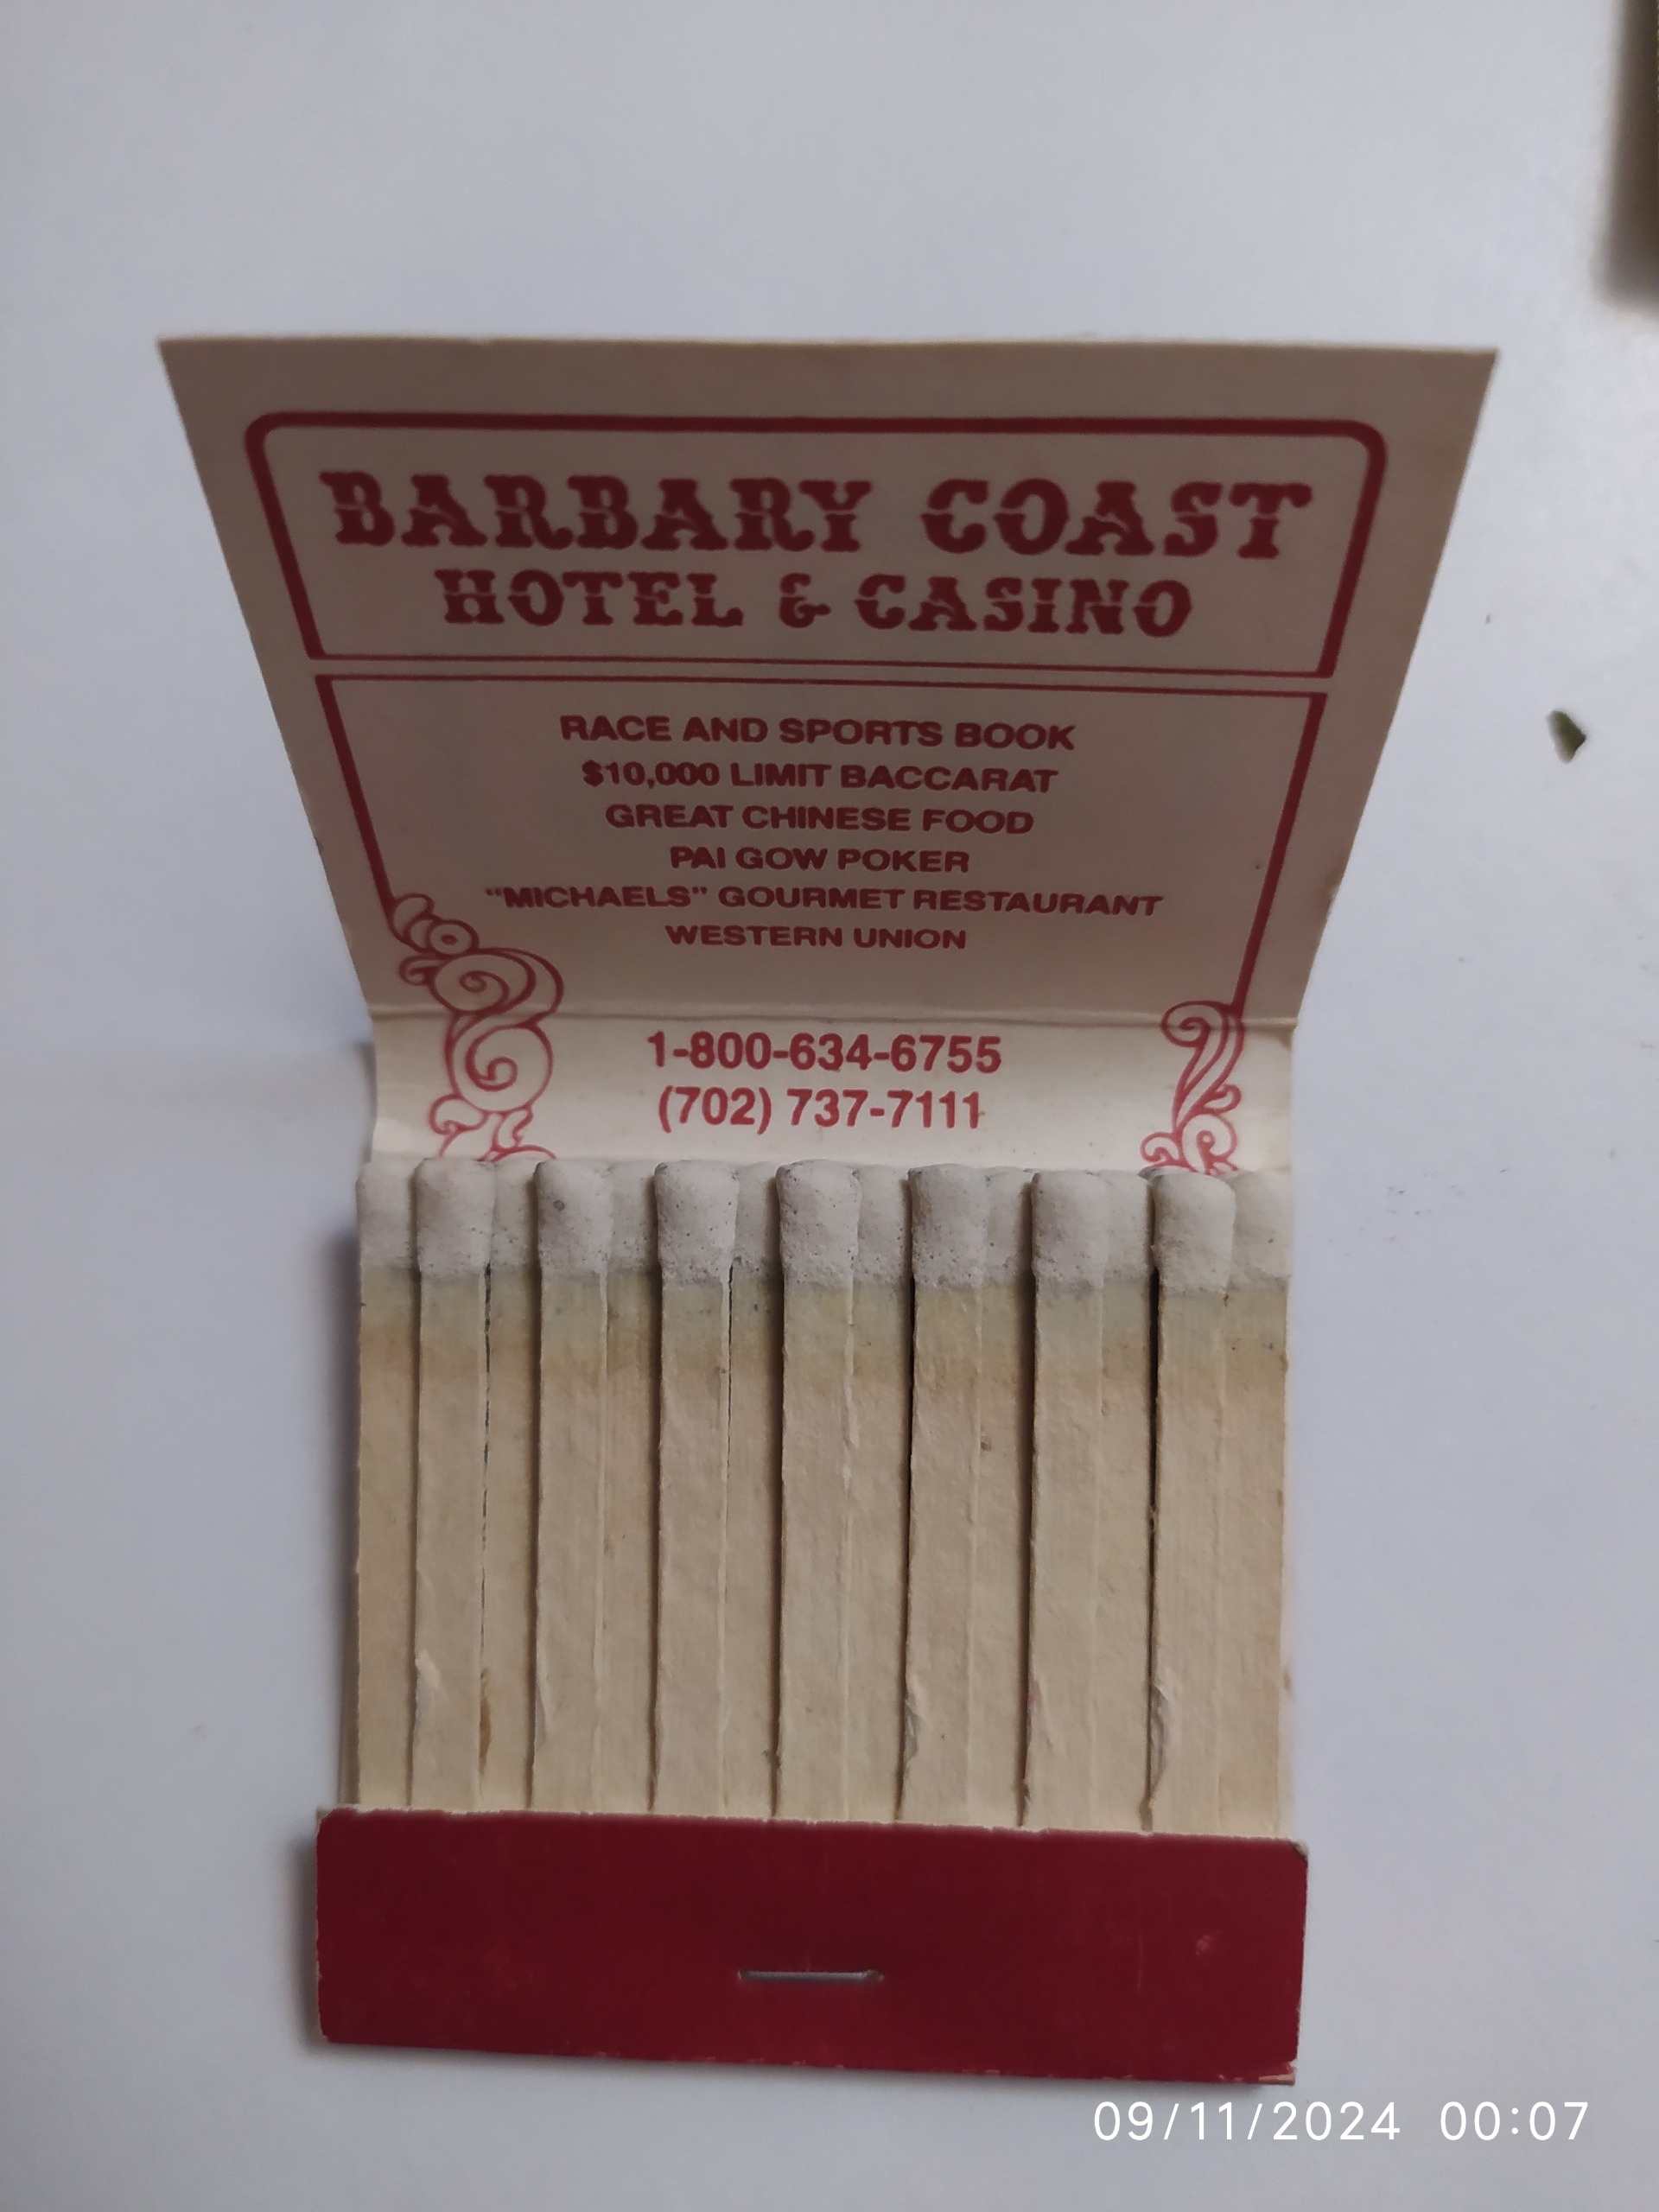 BARBARY COAST
HOTEL & CASINO
RACE AND SPORTS BOOK
$10,000 LIMIT BACCARAT
GREAT CHINESE FOOD
PAI GOW POKER
“MICHAELS” GOURMET RESTAURANT
WESTERN UNION
1-800-634-6755
(702) 737-7111
09/11/2024 00:07